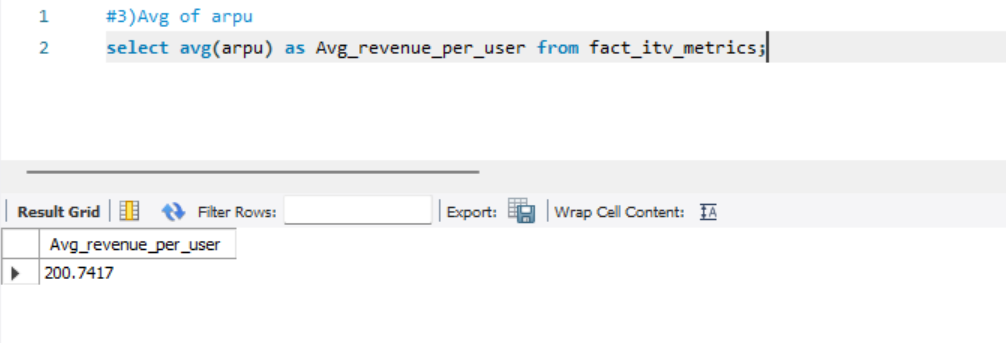 1 #3)Avg of arpu
2 select avg(arpu) as Avg_revenue_per_user from fact_itv_metrics;
Result Grid Filter Rows: Export: Wrap Cell Content: IA
Avg_revenue_per_user
200.7417